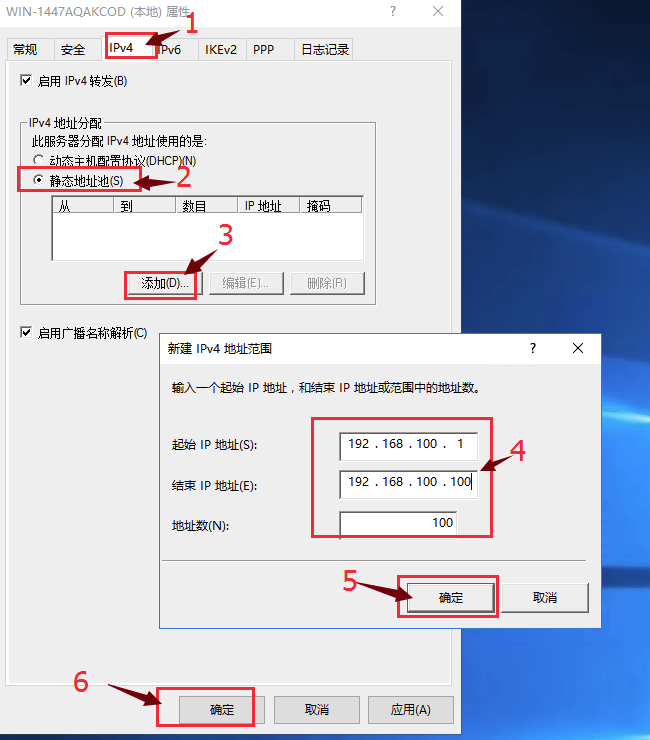 WIN-1447AQAKCOD (本地) 属性 ?
1
常规 安全 IPv4 IPv6 IKEv2 PPP 日志记录
启用 IPv4 转发(B)
IPv4 地址分配
此服务器分配 IPv4 地址使用的是:
动态主机配置协议(DHCP)(N)
静态地址池(S) 2
从 到 数目 IP 地址 掩码
3
添加(D)... 编辑(E)... 删除(R)
启用广播名称解析(C)
新建 IPv4 地址范围 ?
输入一个起始 IP 地址，和结束 IP 地址或范围中的地址数。
起始 IP 地址(S): 192 . 168 . 100 . 1
4
结束 IP 地址(E): 192 . 168 . 100 . 100
地址数(N): 100
5
确定 取消
6
确定 取消 应用(A)